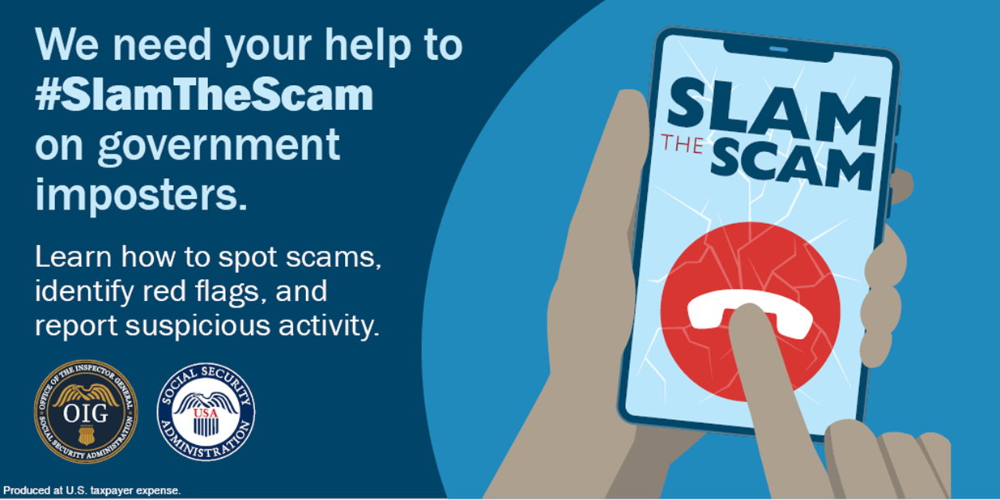 We need your help to
#SlamTheScam
on government
imposters.
Learn how to spot scams,
identify red flags, and
report suspicious activity.
OFFICE OF THE INSPECTOR GENERAL
OIG
SOCIAL SECURITY ADMINISTRATION
SOCIAL SECURITY
USA
ADMINISTRATION
Produced at U.S. taxpayer expense.
SLAM
THE SCAM